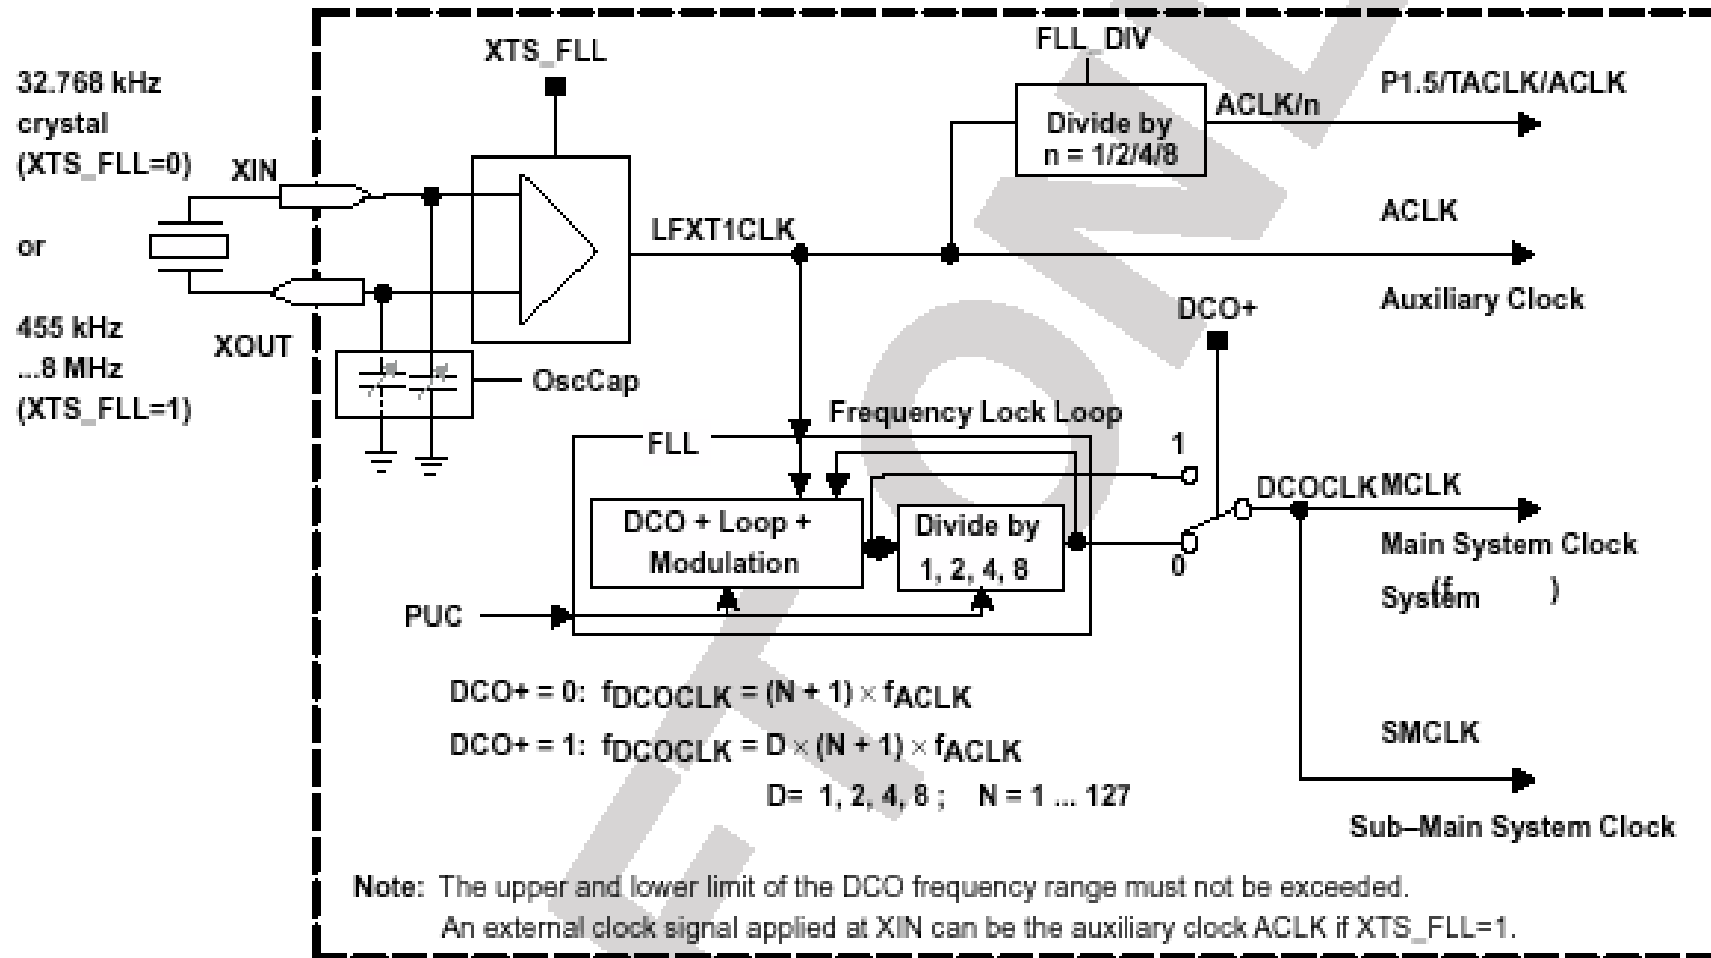 XTS_FLL
FLL_DIV
32.768 kHz
crystal
(XTS_FLL=0)
XIN
or
455 kHz
...8 MHz
(XTS_FLL=1)
XOUT
OscCap
LFXT1CLK
Divide by
n = 1/2/4/8
ACLK/n
P1.5/TACLK/ACLK
ACLK
Auxiliary Clock
DCO+
Frequency Lock Loop
FLL
1
DCO + Loop +
Modulation
Divide by
1, 2, 4, 8
0
DCOCLK
MCLK
Main System Clock
System
(f )
PUC
DCO+ = 0: fDCOCLK = (N + 1) × fACLK
DCO+ = 1: fDCOCLK = D × (N + 1) × fACLK
D= 1, 2, 4, 8 ; N = 1 ... 127
SMCLK
Sub–Main System Clock
Note: The upper and lower limit of the DCO frequency range must not be exceeded.
An external clock signal applied at XIN can be the auxiliary clock ACLK if XTS_FLL=1.